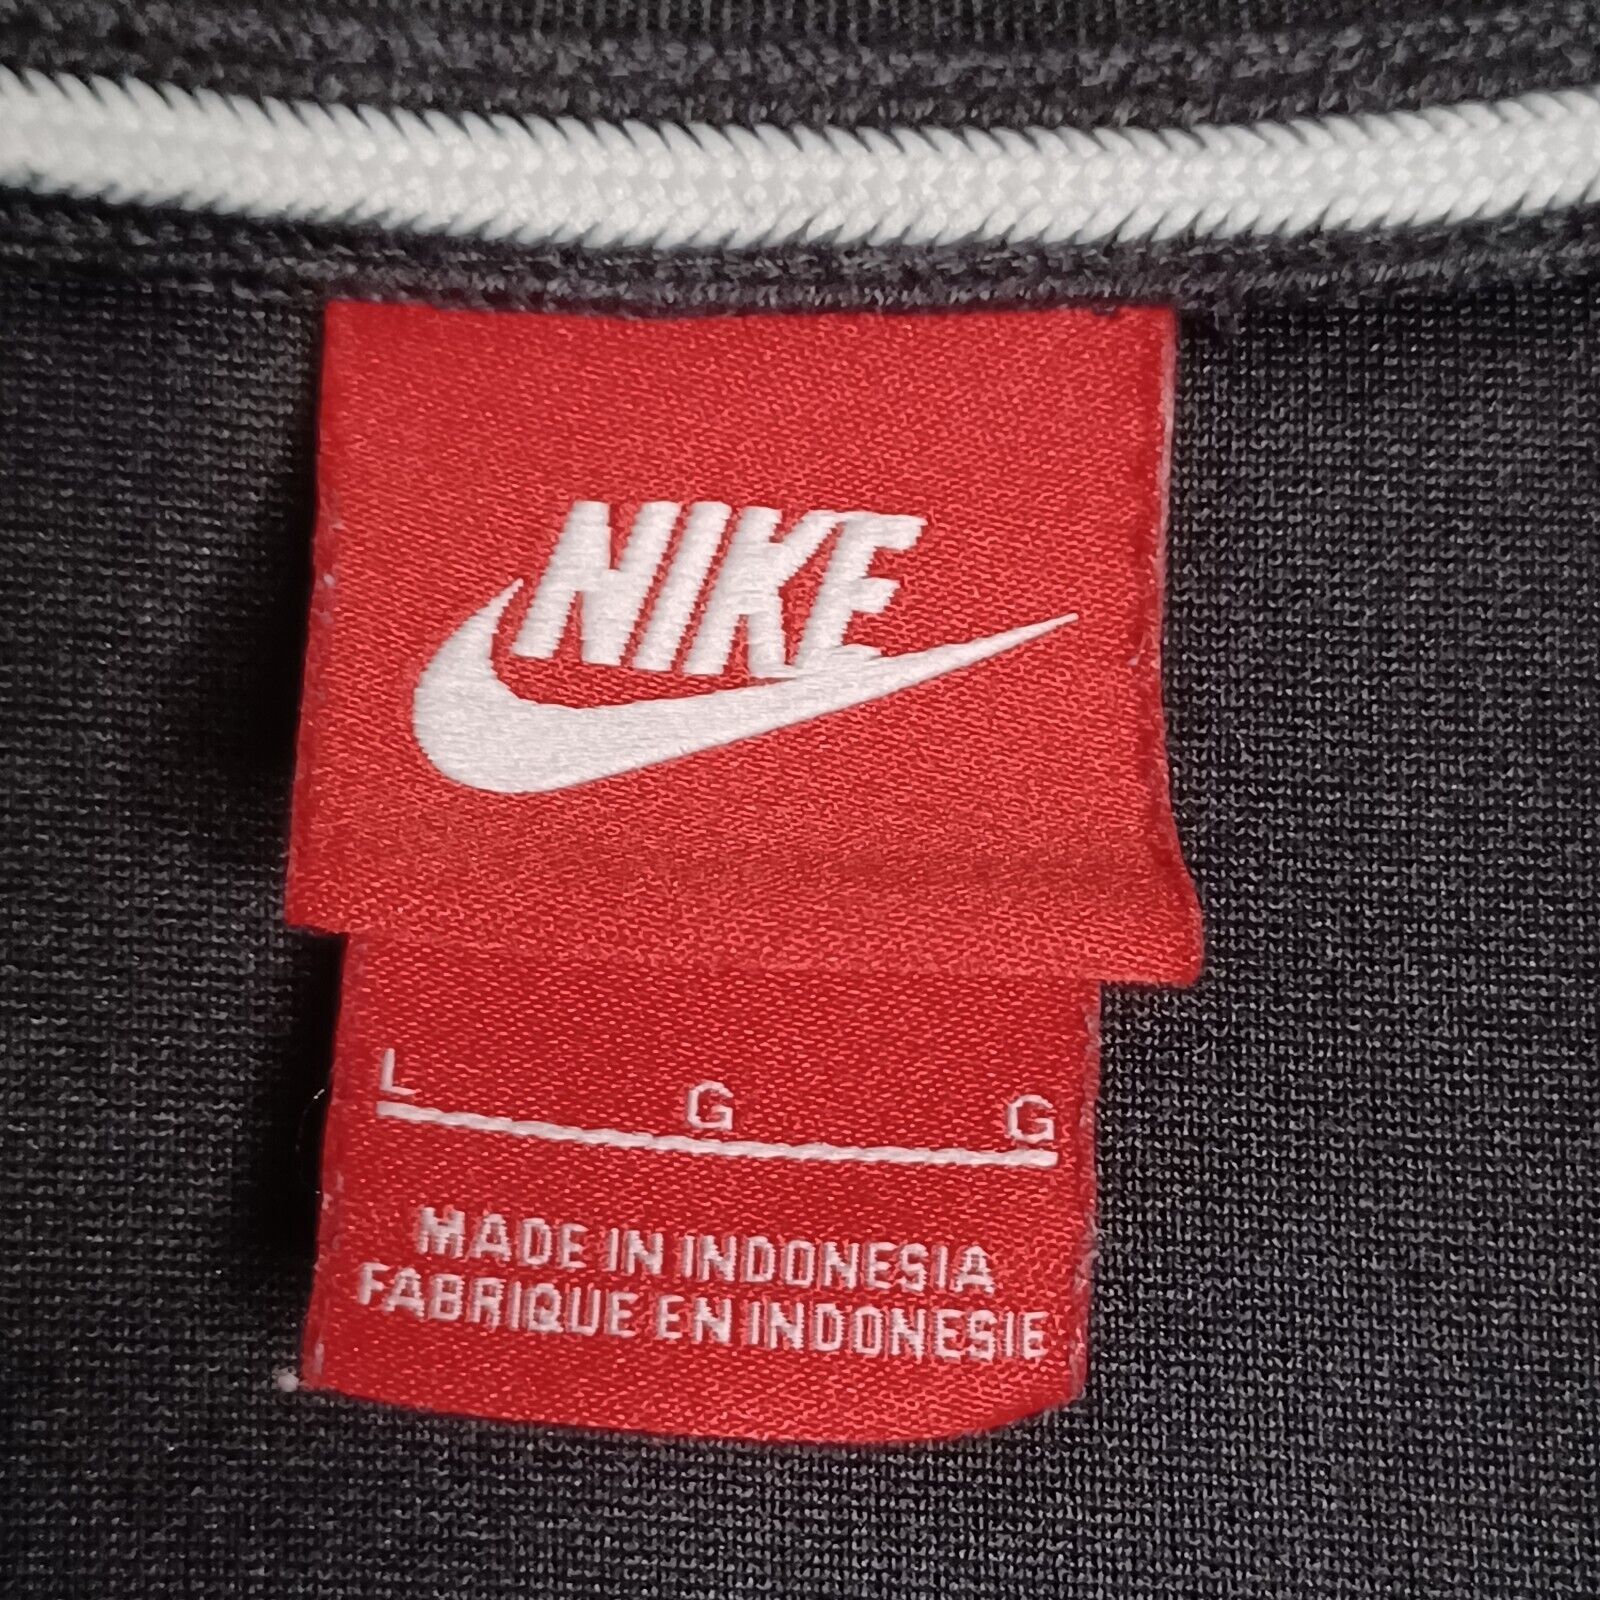 NIKE
L G G
MADE IN INDONESIA
FABRIQUE EN INDONESIE